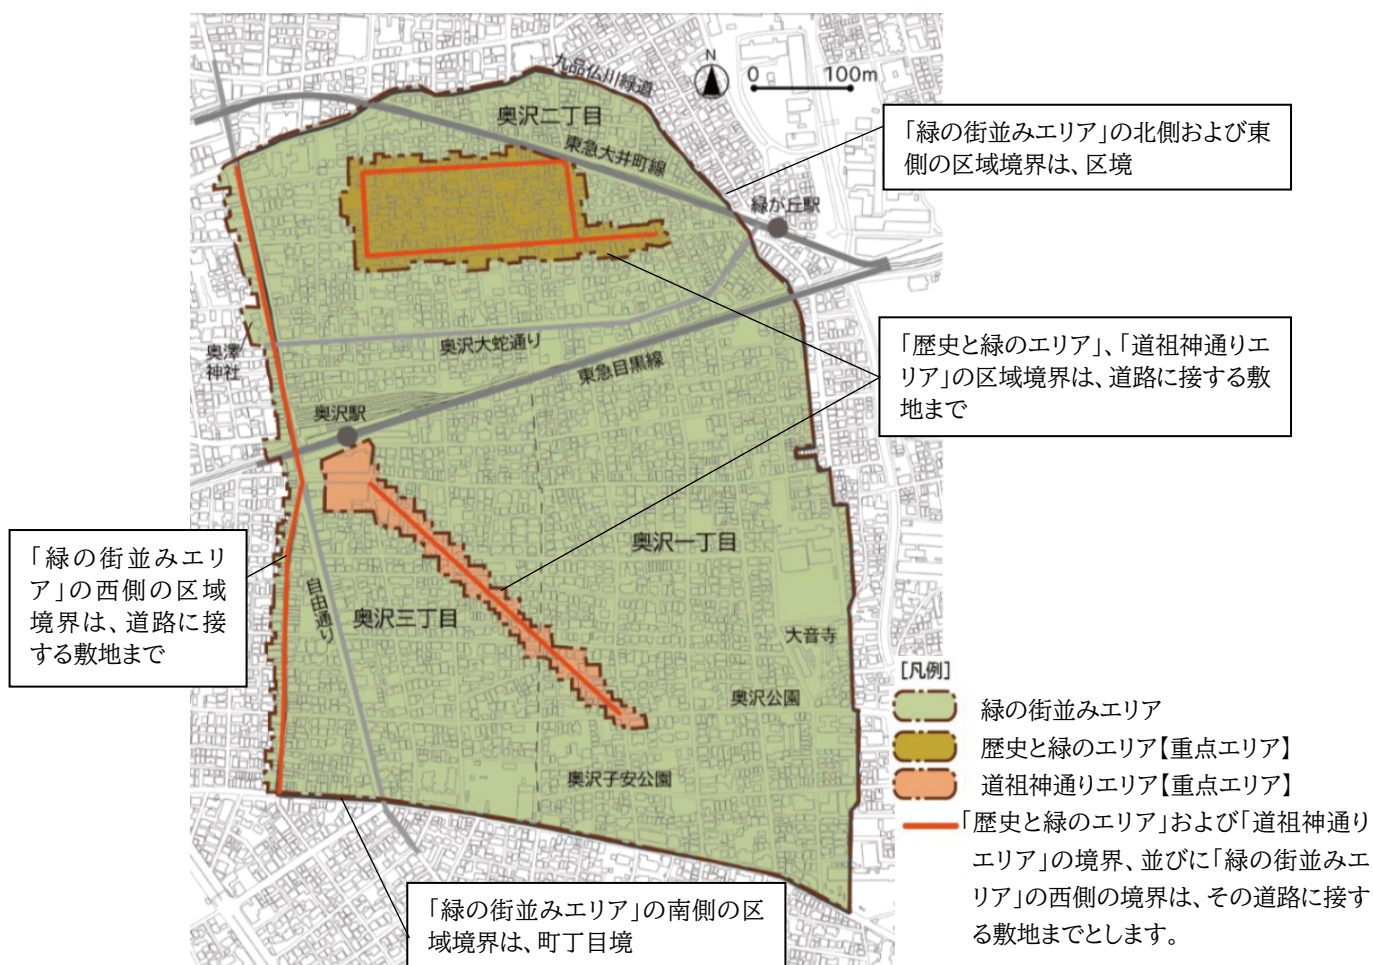 九品仏川緑道
N
0 100m
奥沢二丁目
東急大井町線
緑が丘駅
「緑の街並みエリア」の北側および東
側の区域境界は、区境
奥澤
神社
奥沢大蛇通り
東急目黒線
「歴史と緑のエリア」、「道祖神通りエ
リア」の区域境界は、道路に接する敷
地まで
奥沢駅
奥沢一丁目
「緑の街並みエリ
ア」の西側の区域
境界は、道路に接
する敷地まで
自由通り
奥沢三丁目
大音寺
奥沢公園
奥沢子安公園
[凡例]
緑の街並みエリア
歴史と緑のエリア【重点エリア】
道祖神通りエリア【重点エリア】
「歴史と緑のエリア」および「道祖神通り
エリア」の境界、並びに「緑の街並みエ
リア」の西側の境界は、その道路に接す
る敷地までとします。
「緑の街並みエリア」の南側の区
域境界は、町丁目境